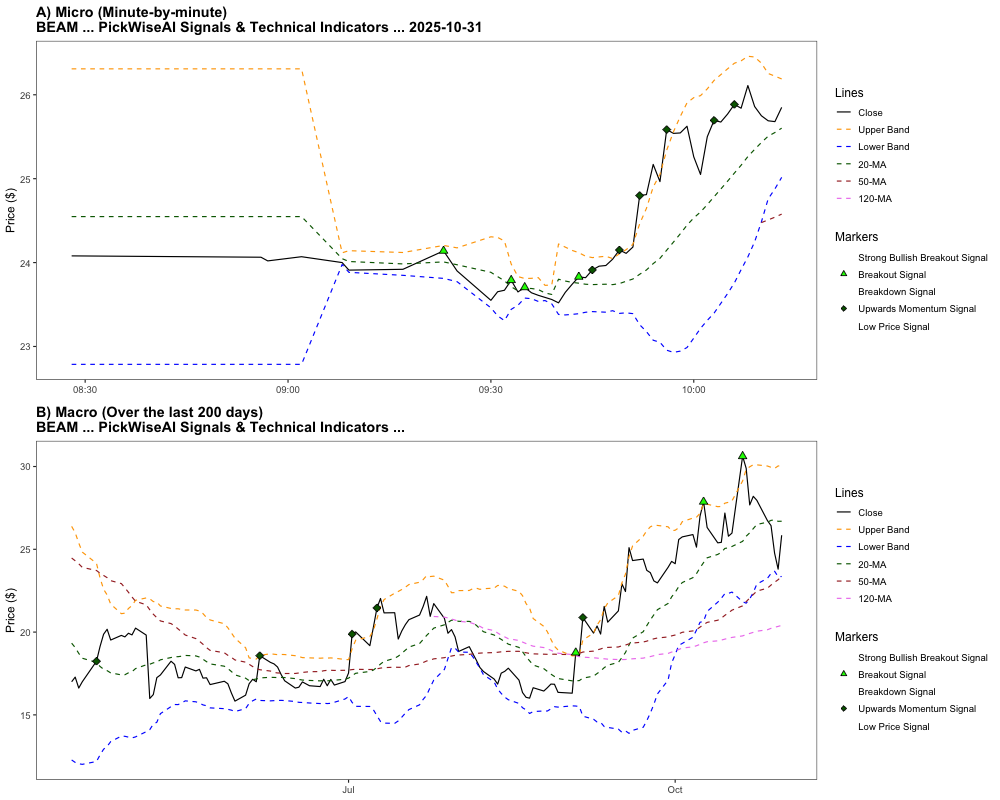 A) Micro (Minute-by-minute)
BEAM ... PickWiseAI Signals & Technical Indicators ... 2025-10-31
Price ($)
26
25
24
23
08:30
09:00
09:30
10:00
Lines
Close
Upper Band
Lower Band
20-MA
50-MA
120-MA
Markers
Strong Bullish Breakout Signal
Breakout Signal
Breakdown Signal
Upwards Momentum Signal
Low Price Signal
B) Macro (Over the last 200 days)
BEAM ... PickWiseAI Signals & Technical Indicators ...
Price ($)
30
25
20
15
Jul
Oct
Lines
Close
Upper Band
Lower Band
20-MA
50-MA
120-MA
Markers
Strong Bullish Breakout Signal
Breakout Signal
Breakdown Signal
Upwards Momentum Signal
Low Price Signal